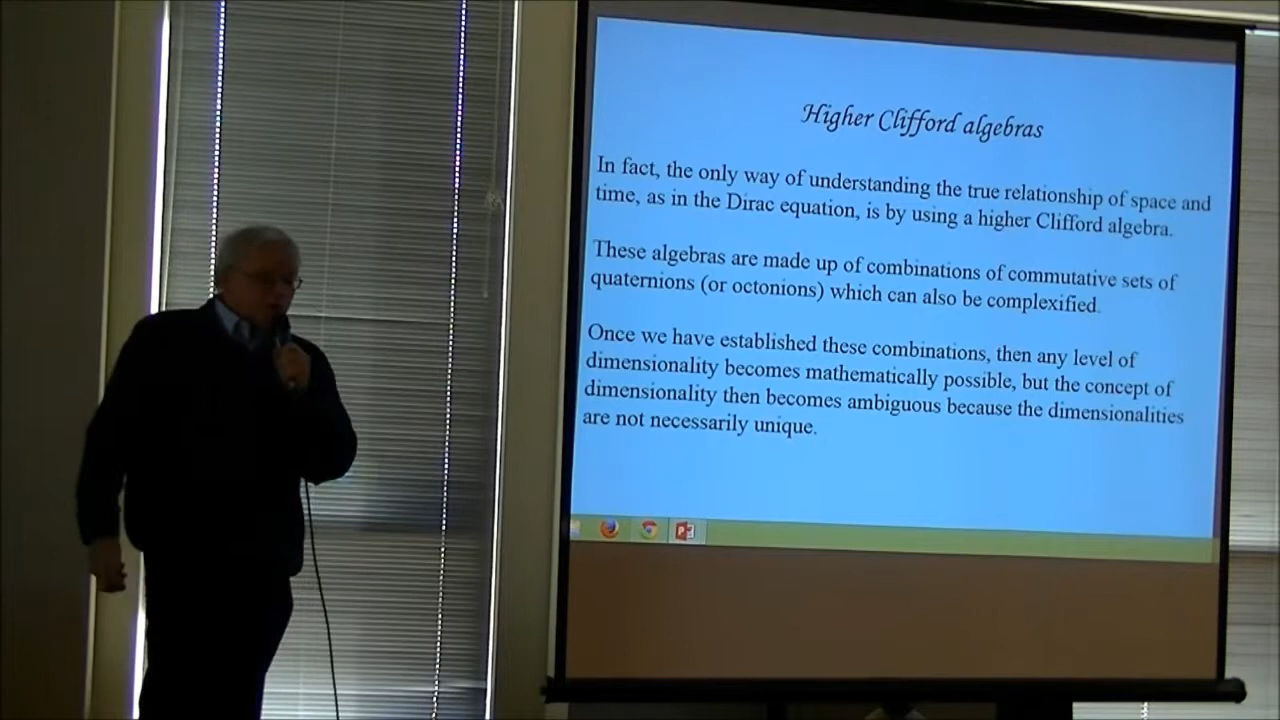 Higher Clifford algebras
In fact, the only way of understanding the true relationship of space and
time, as in the Dirac equation, is by using a higher Clifford algebra.
These algebras are made up of combinations of commutative sets of
quaternions (or octonions) which can also be complexified.
Once we have established these combinations, then any level of
dimensionality becomes mathematically possible, but the concept of
dimensionality then becomes ambiguous because the dimensionalities
are not necessarily unique.